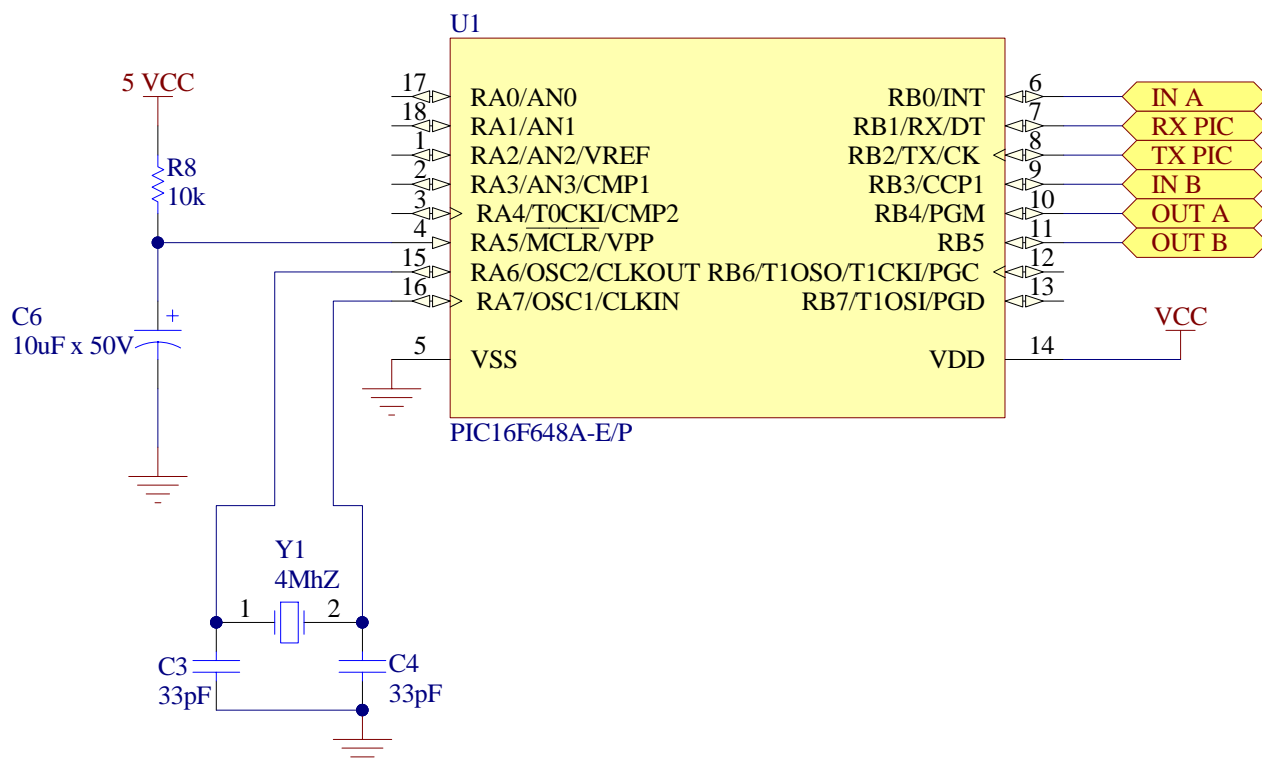 U1
5 VCC
R8
10k
C6
+
10uF x 50V
17 RA0/AN0
18 RA1/AN1
1 RA2/AN2/VREF
2 RA3/AN3/CMP1
3 RA4/T0CKI/CMP2
4 RA5/MCLR/VPP
15 RA6/OSC2/CLKOUT
16 RA7/OSC1/CLKIN
5 VSS
RB0/INT 6 IN A
RB1/RX/DT 7 RX PIC
RB2/TX/CK 8 TX PIC
RB3/CCP1 9 IN B
RB4/PGM 10 OUT A
RB5 11 OUT B
RB6/T1OSO/T1CKI/PGC 12
RB7/T1OSI/PGD 13
VDD 14
VCC
PIC16F648A-E/P
Y1
4MhZ
1 2
C3
33pF
C4
33pF